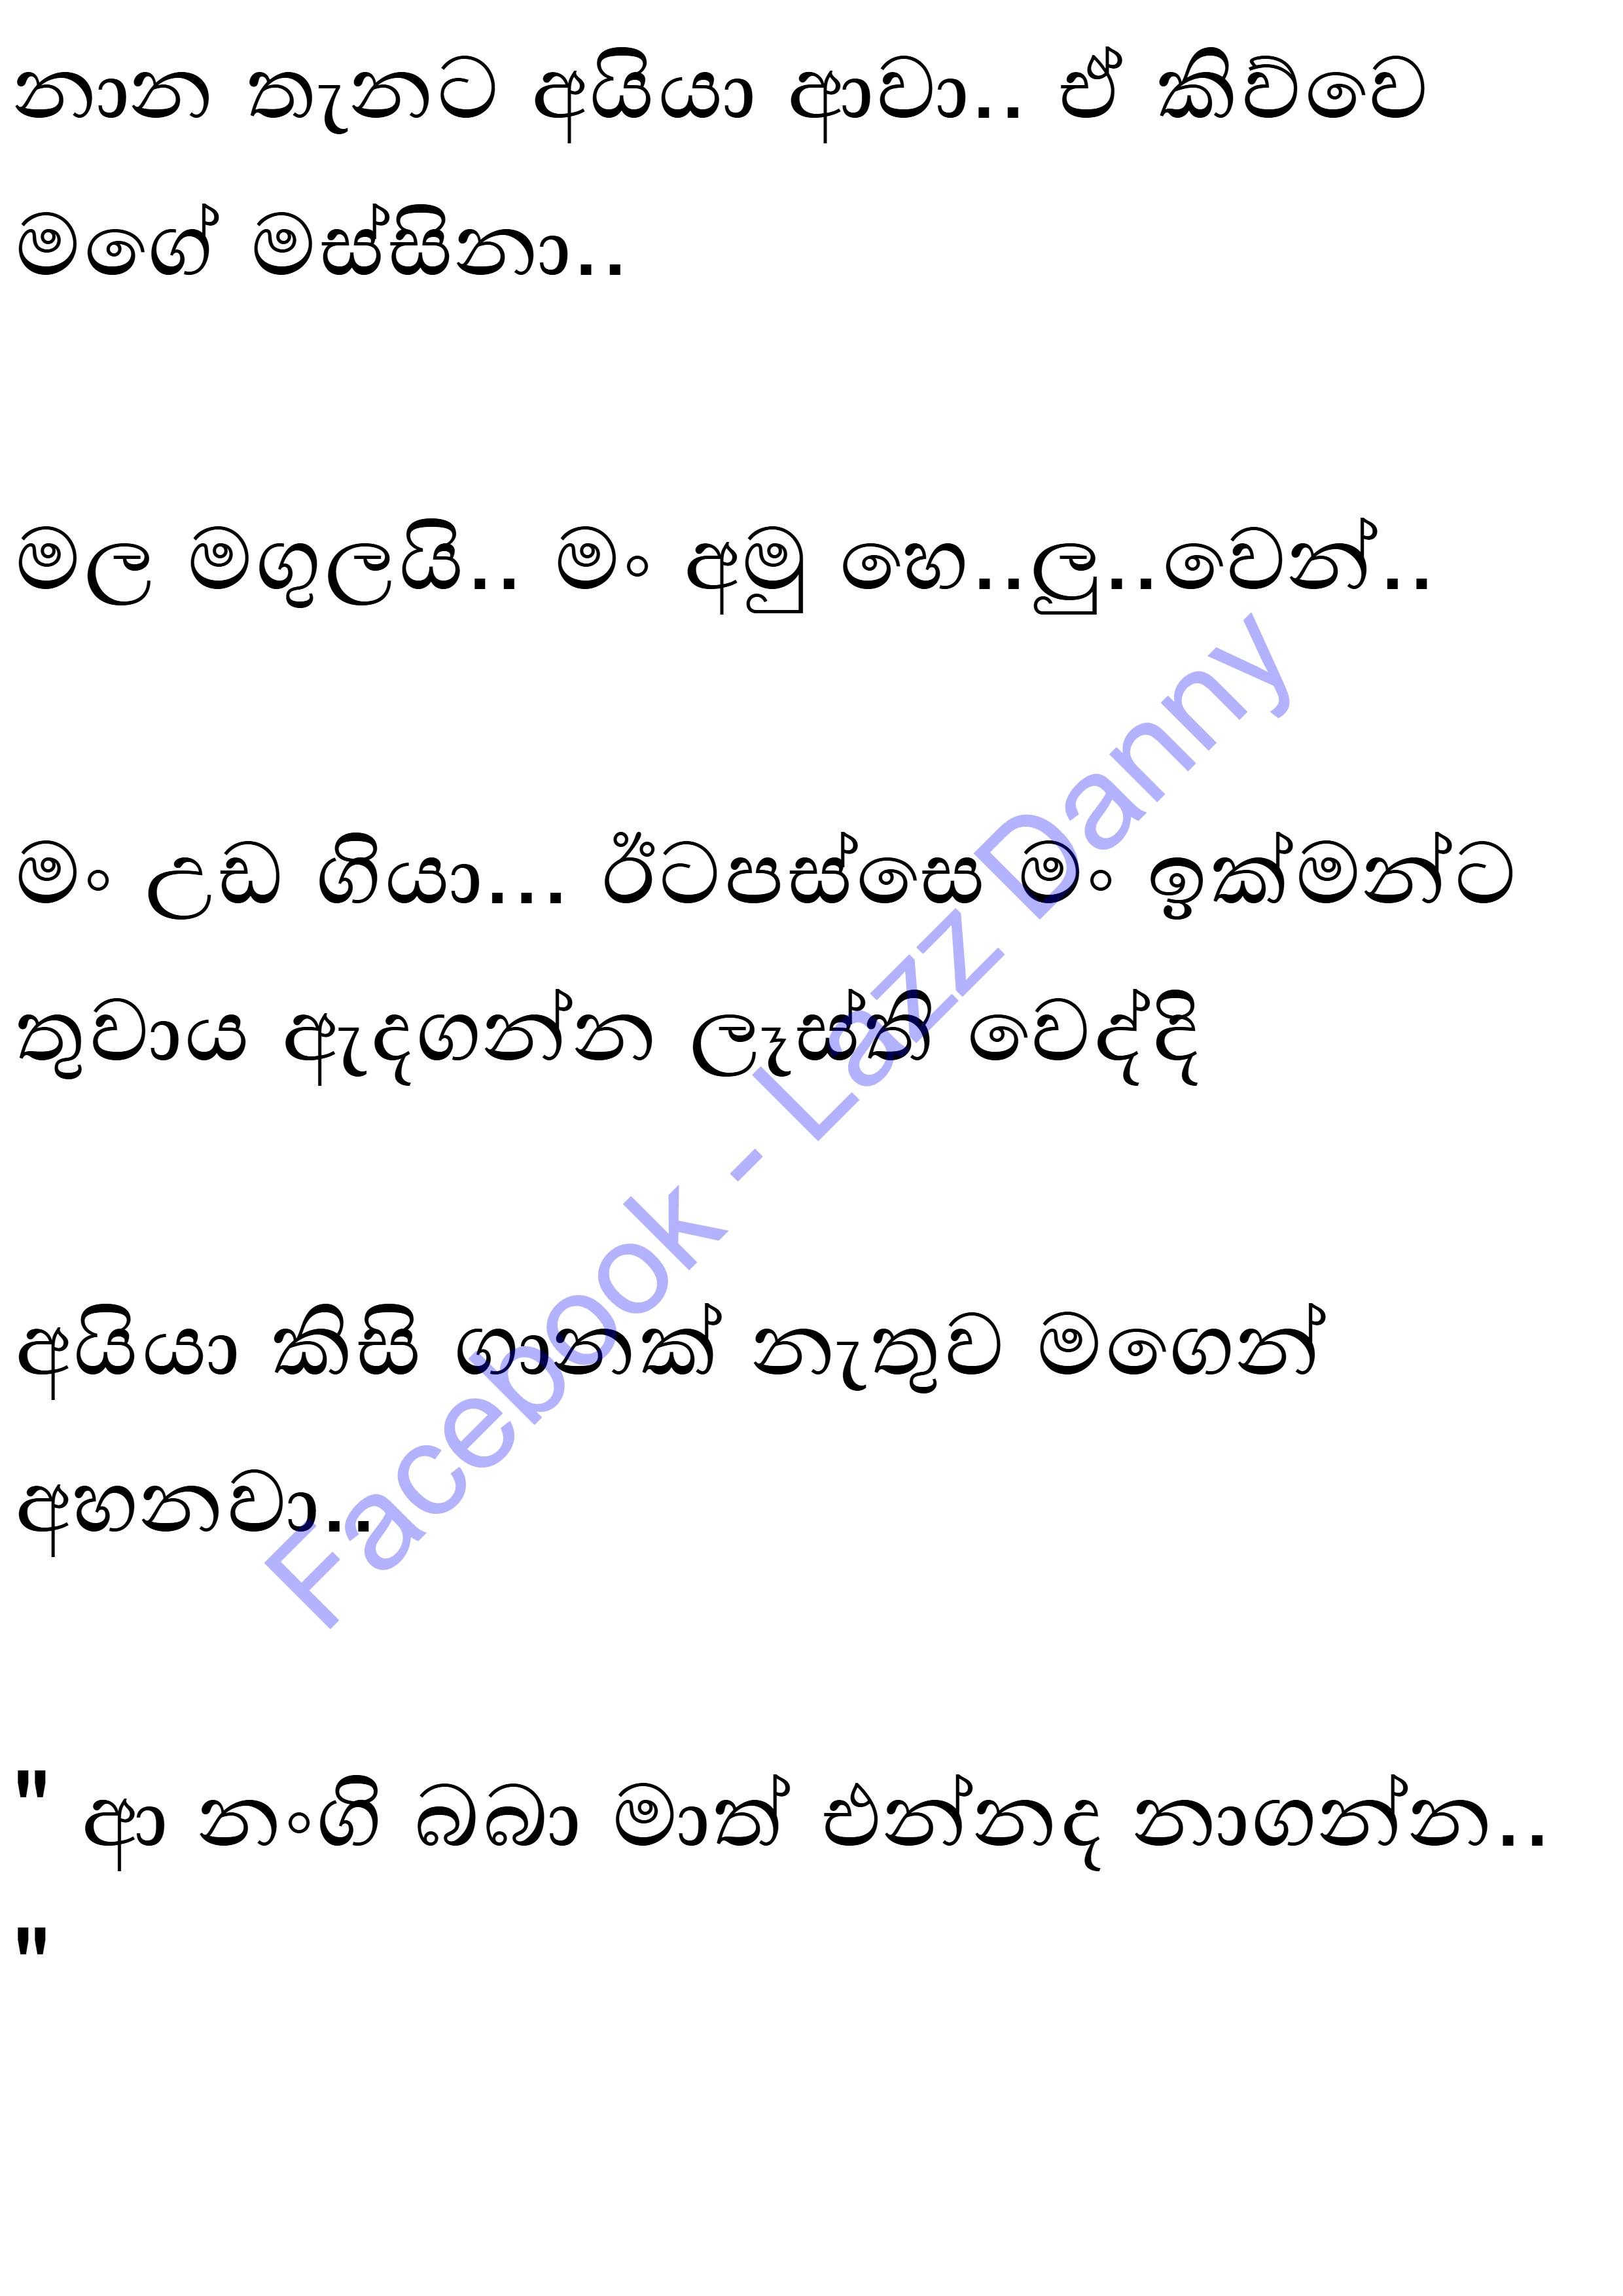 නාන තැනට අයියා ආවා.. ඒ කිව්වෙ
මගේ මස්සිනා..
මල මගුලයි.. මං අමු හෙ..ලු..වෙන්..
මං උඩ ගියා... ඊටපස්සෙ මං ඉක්මන්ට
තුවාය ඇදගන්න ලෑස්ති වෙද්දි
අයියා කිසි ගානක් නැතුව මගෙන්
අහනවා..
" ආ නංගි බබා මාත් එන්නද නාගන්න..
"
Facebook - Lazz Danny